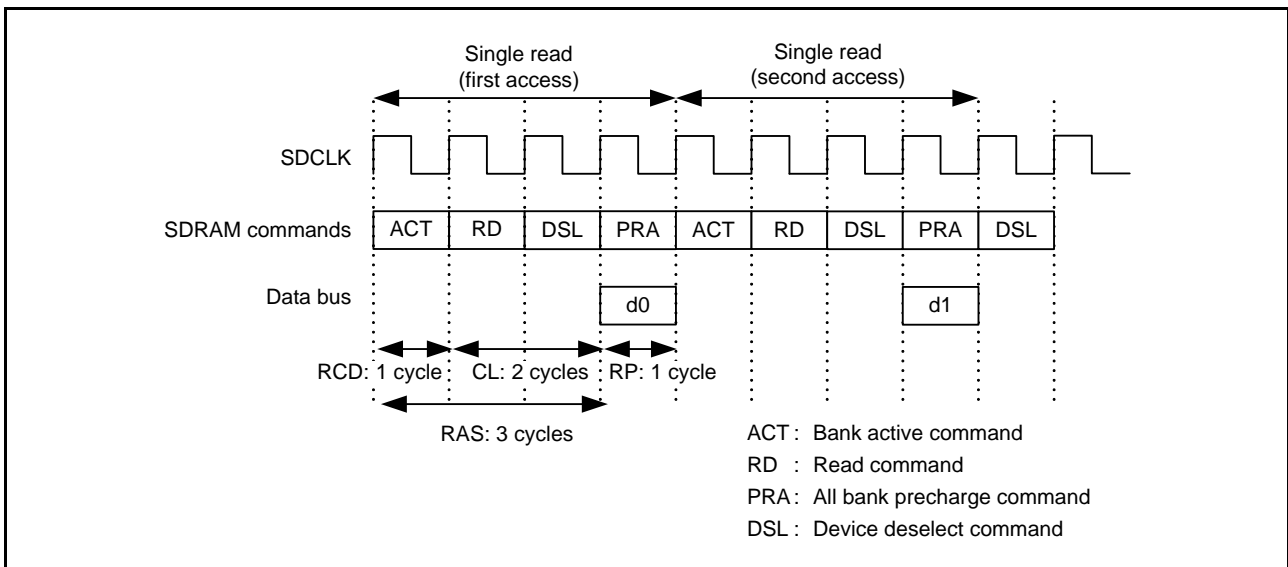 Single read
(first access)
Single read
(second access)
SDCLK
SDRAM commands ACT RD DSL PRA ACT RD DSL PRA DSL
Data bus d0 d1
RCD: 1 cycle CL: 2 cycles RP: 1 cycle
RAS: 3 cycles
ACT : Bank active command
RD : Read command
PRA : All bank precharge command
DSL : Device deselect command